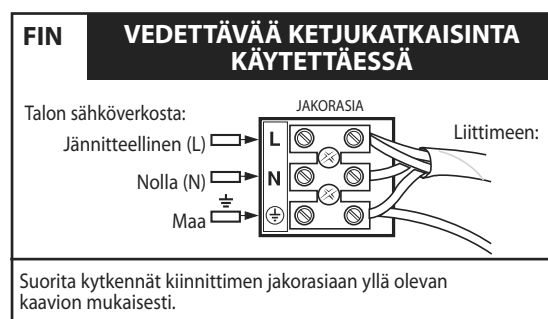 FIN
VEDETTÄVÄÄ KETJUKATKAISINTA
KÄYTETTÄESSÄ
Talon sähköverkosta:
JAKORASIA
Liittimeen:
Jännitteellinen (L)
L
Nolla (N)
N
Maa
Suorita kytkennät kiinnittimen jakorasiaan yllä olevan
kaavion mukaisesti.